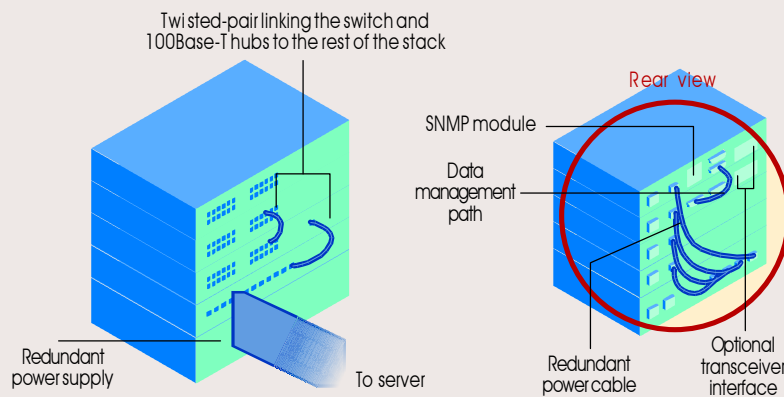 Twisted-pair linking the switch and
100Base-T hubs to the rest of the stack
Redundant
power supply
To server
Rear view
SNMP module
Data
management
path
Redundant
power cable
Optional
transceiver
interface